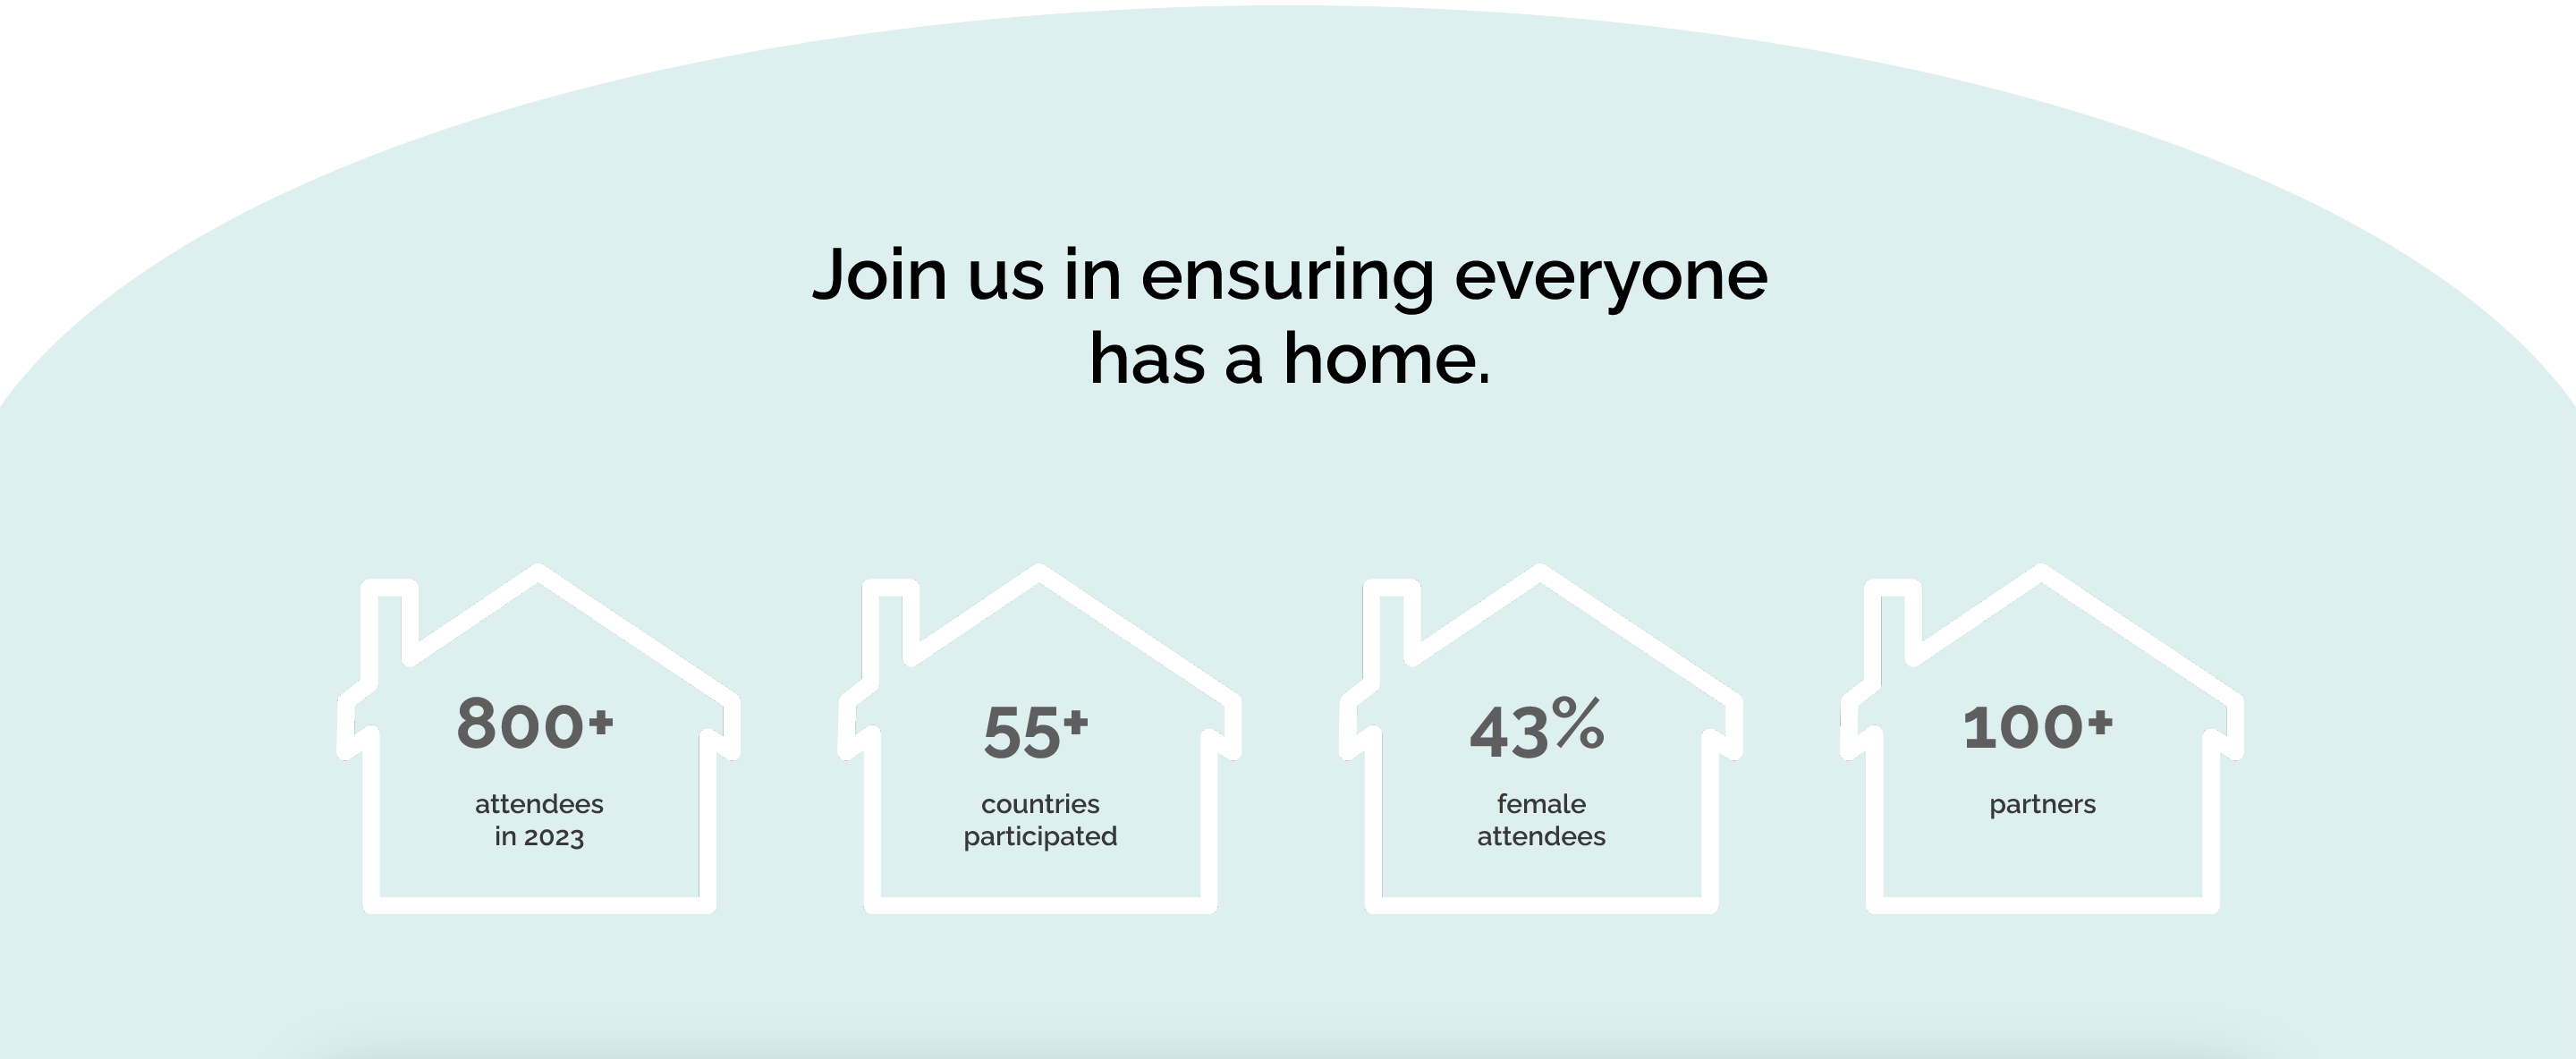 Join us in ensuring everyone
has a home.
800+
attendees
in 2023
55+
countries
participated
43%
female
attendees
100+
partners